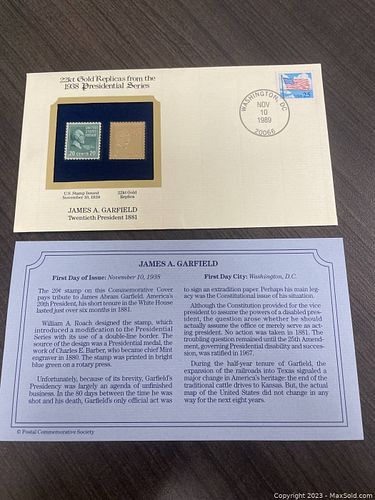 22kt Gold Replicas from the
1938 Presidential Series
WASHINGTON, DC
NOV
10
1989
20066
25
USA
UNITED STATES
POSTAGE
20 CENTS 20
U.S. Stamp Issued
November 10, 1938
22kt Gold
Replica
JAMES A. GARFIELD
Twentieth President 1881
JAMES A. GARFIELD
First Day of Issue: November 10, 1938
First Day City: Washington, D.C.
The 20¢ stamp on this Commemorative Cover
pays tribute to James Abram Garfield. America's
20th President, his short tenure in the White House
lasted just over six months in 1881.
William A. Roach designed the stamp, which
introduced a modification to the Presidential
Series with its use of a double-line border. The
source of the design was a Presidential medal, the
work of Charles E. Barber, who became chief Mint
engraver in 1880. The stamp was printed in bright
blue green on a rotary press.
Unfortunately, because of its brevity, Garfield's
Presidency was largely an agenda of unfinished
business. In the 80 days between the time he was
shot and his death, Garfield's only official act was
to sign an extradition paper. Perhaps his main leg-
acy was the Constitutional issue of his situation.
Although the Constitution provided for the vice
president to assume the powers of a disabled pres-
ident, the question arose whether he should
actually assume the office or merely serve as act-
ing president. No action was taken in 1881. The
troubling question remained until the 25th Amend-
ment, governing Presidential disability and succes-
sion, was ratified in 1967.
During the half-year tenure of Garfield, the
expansion of the railroads into Texas signaled a
major change in America's heritage: the end of the
traditional cattle drives to Kansas. But, the actual
map of the United States did not change in any
way for the next eight years.
© Postal Commemorative Society
Copyright 2023 - MaxSold.com